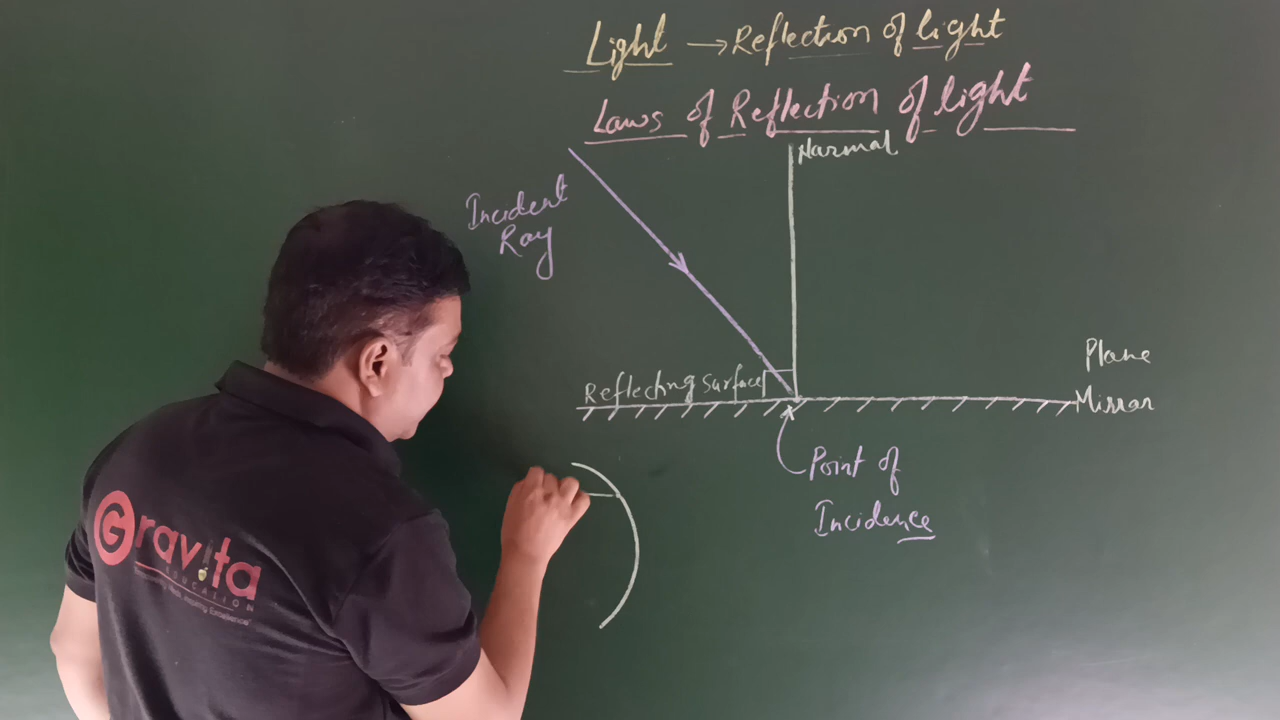 Light → Reflection of light
Laws of Reflection of light
Normal
Incident
Ray
Reflecting surface
Plane
Mirror
Point of
Incidence
Gravita
EDUCATION